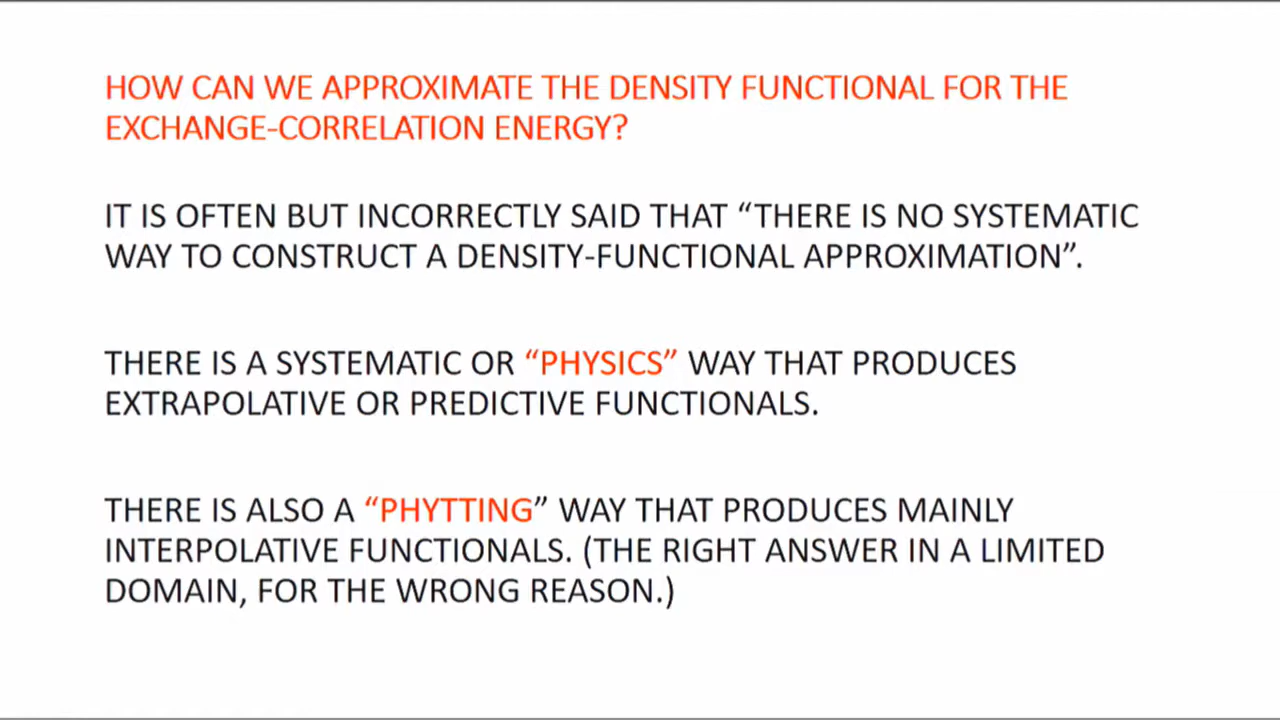 HOW CAN WE APPROXIMATE THE DENSITY FUNCTIONAL FOR THE
EXCHANGE-CORRELATION ENERGY?
IT IS OFTEN BUT INCORRECTLY SAID THAT “THERE IS NO SYSTEMATIC
WAY TO CONSTRUCT A DENSITY-FUNCTIONAL APPROXIMATION”.
THERE IS A SYSTEMATIC OR “PHYSICS” WAY THAT PRODUCES
EXTRAPOLATIVE OR PREDICTIVE FUNCTIONALS.
THERE IS ALSO A “PHYTTING” WAY THAT PRODUCES MAINLY
INTERPOLATIVE FUNCTIONALS. (THE RIGHT ANSWER IN A LIMITED
DOMAIN, FOR THE WRONG REASON.)